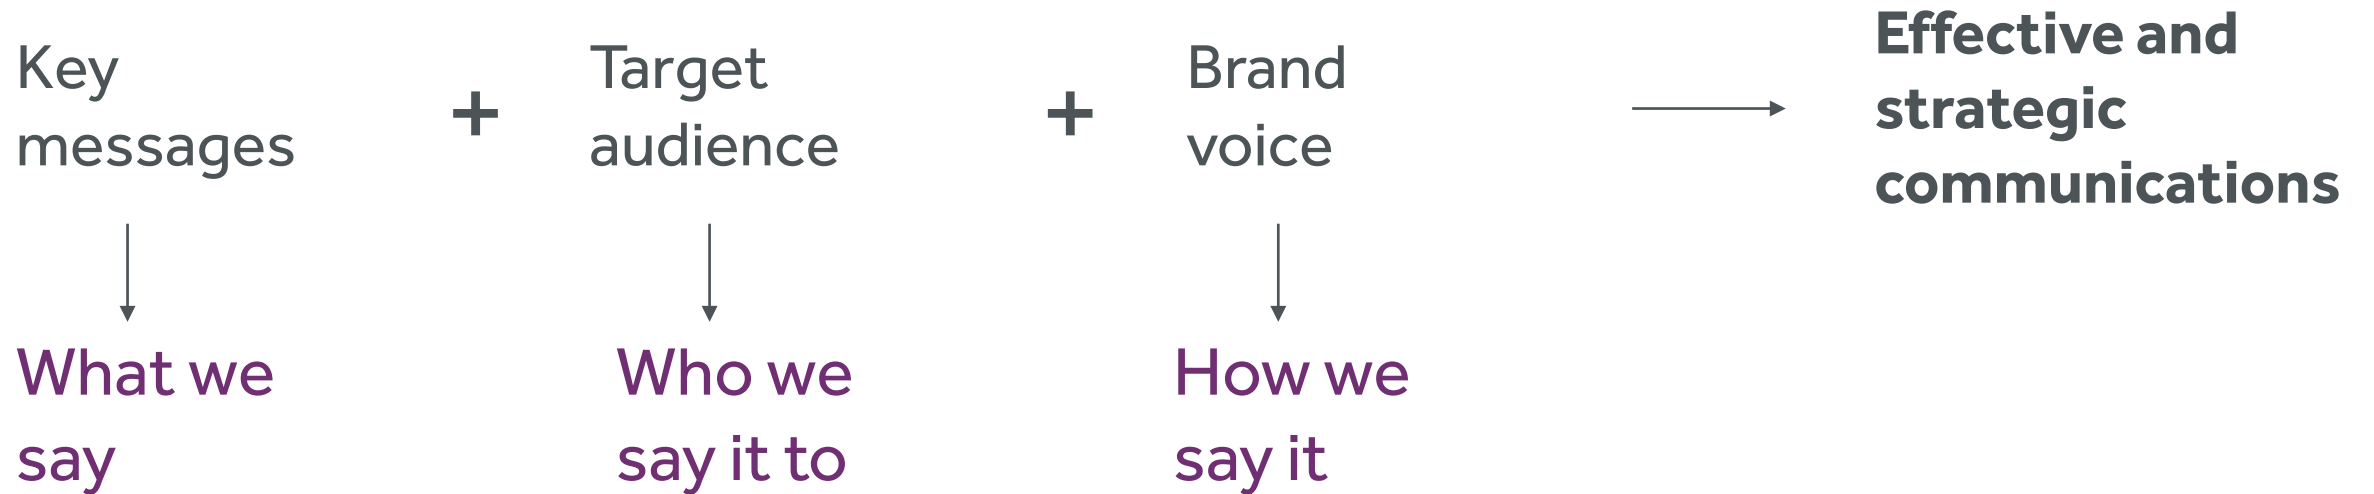 Key
messages
+
Target
audience
+
Brand
voice
Effective and
strategic
communications
What we
say
Who we
say it to
How we
say it